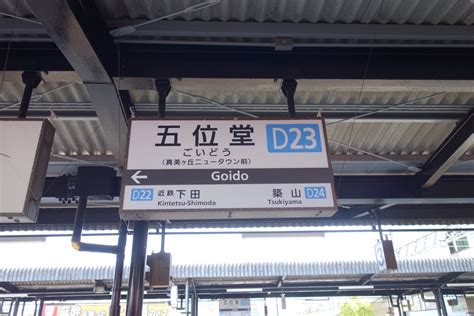 五位堂 D23
ごいどう
(真美ヶ丘ニュータウン前)
← Goido
D22 近鉄下田 築山 D24
Kintetsu-Shimoda Tsukiyama